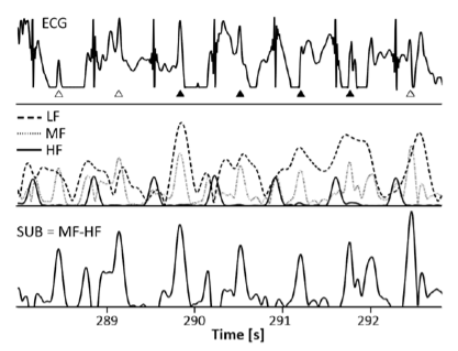 ECG
LF
MF
HF
SUB = MF-HF
289 290 291 292
Time [s]